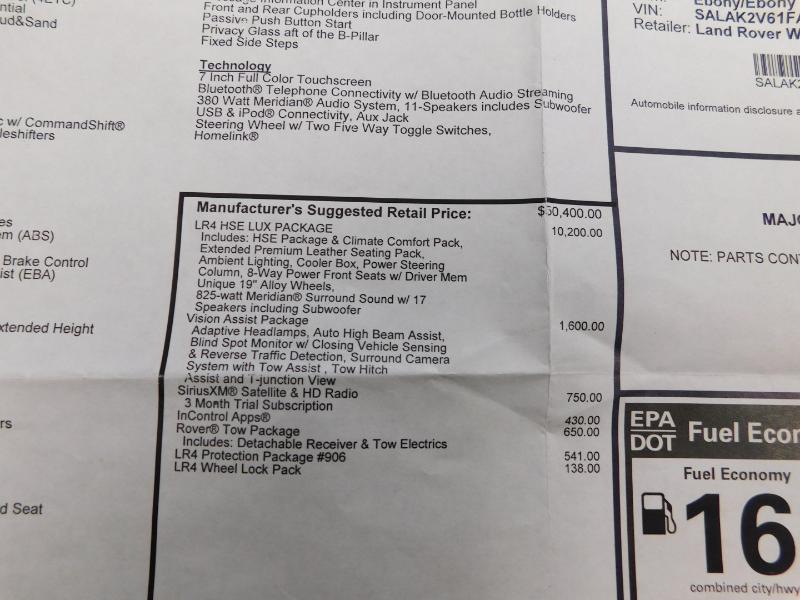 ntial
ud&Sand
c w/ CommandShift®
leshifters
es
em (ABS)
Brake Control
ist (EBA)
xtended Height
rs
d Seat
Center in Instrument Panel
Front and Rear Cupholders including Door-Mounted Bottle Holders
Passive Push Button Start
Privacy Glass aft of the B-Pillar
Fixed Side Steps
Technology
7 Inch Full Color Touchscreen
Bluetooth® Telephone Connectivity w/ Bluetooth Audio Streaming
380 Watt Meridian® Audio System, 11-Speakers includes Subwoofer
USB & iPod® Connectivity, Aux Jack
Steering Wheel w/ Two Five Way Toggle Switches,
Homelink®
Manufacturer's Suggested Retail Price: $50,400.00
LR4 HSE LUX PACKAGE 10,200.00
Includes: HSE Package & Climate Comfort Pack,
Extended Premium Leather Seating Pack,
Ambient Lighting, Cooler Box, Power Steering
Column, 8-Way Power Front Seats w/ Driver Mem
Unique 19" Alloy Wheels,
825-watt Meridian® Surround Sound w/ 17
Speakers including Subwoofer
Vision Assist Package 1,600.00
Adaptive Headlamps, Auto High Beam Assist,
Blind Spot Monitor w/ Closing Vehicle Sensing
& Reverse Traffic Detection, Surround Camera
System with Tow Assist , Tow Hitch
Assist and T-junction View
SiriusXM® Satellite & HD Radio 750.00
3 Month Trial Subscription
InControl Apps® 430.00
Rover® Tow Package 650.00
Includes: Detachable Receiver & Tow Electrics
LR4 Protection Package #906 541.00
LR4 Wheel Lock Pack 138.00
Ebony/Ebony
VIN: SALAK2V61FA
Retailer: Land Rover W
SALAK2
Automobile information disclosure a
MAJO
NOTE: PARTS CONT
EPA
DOT Fuel Econ
Fuel Economy
16
combined city/hwy